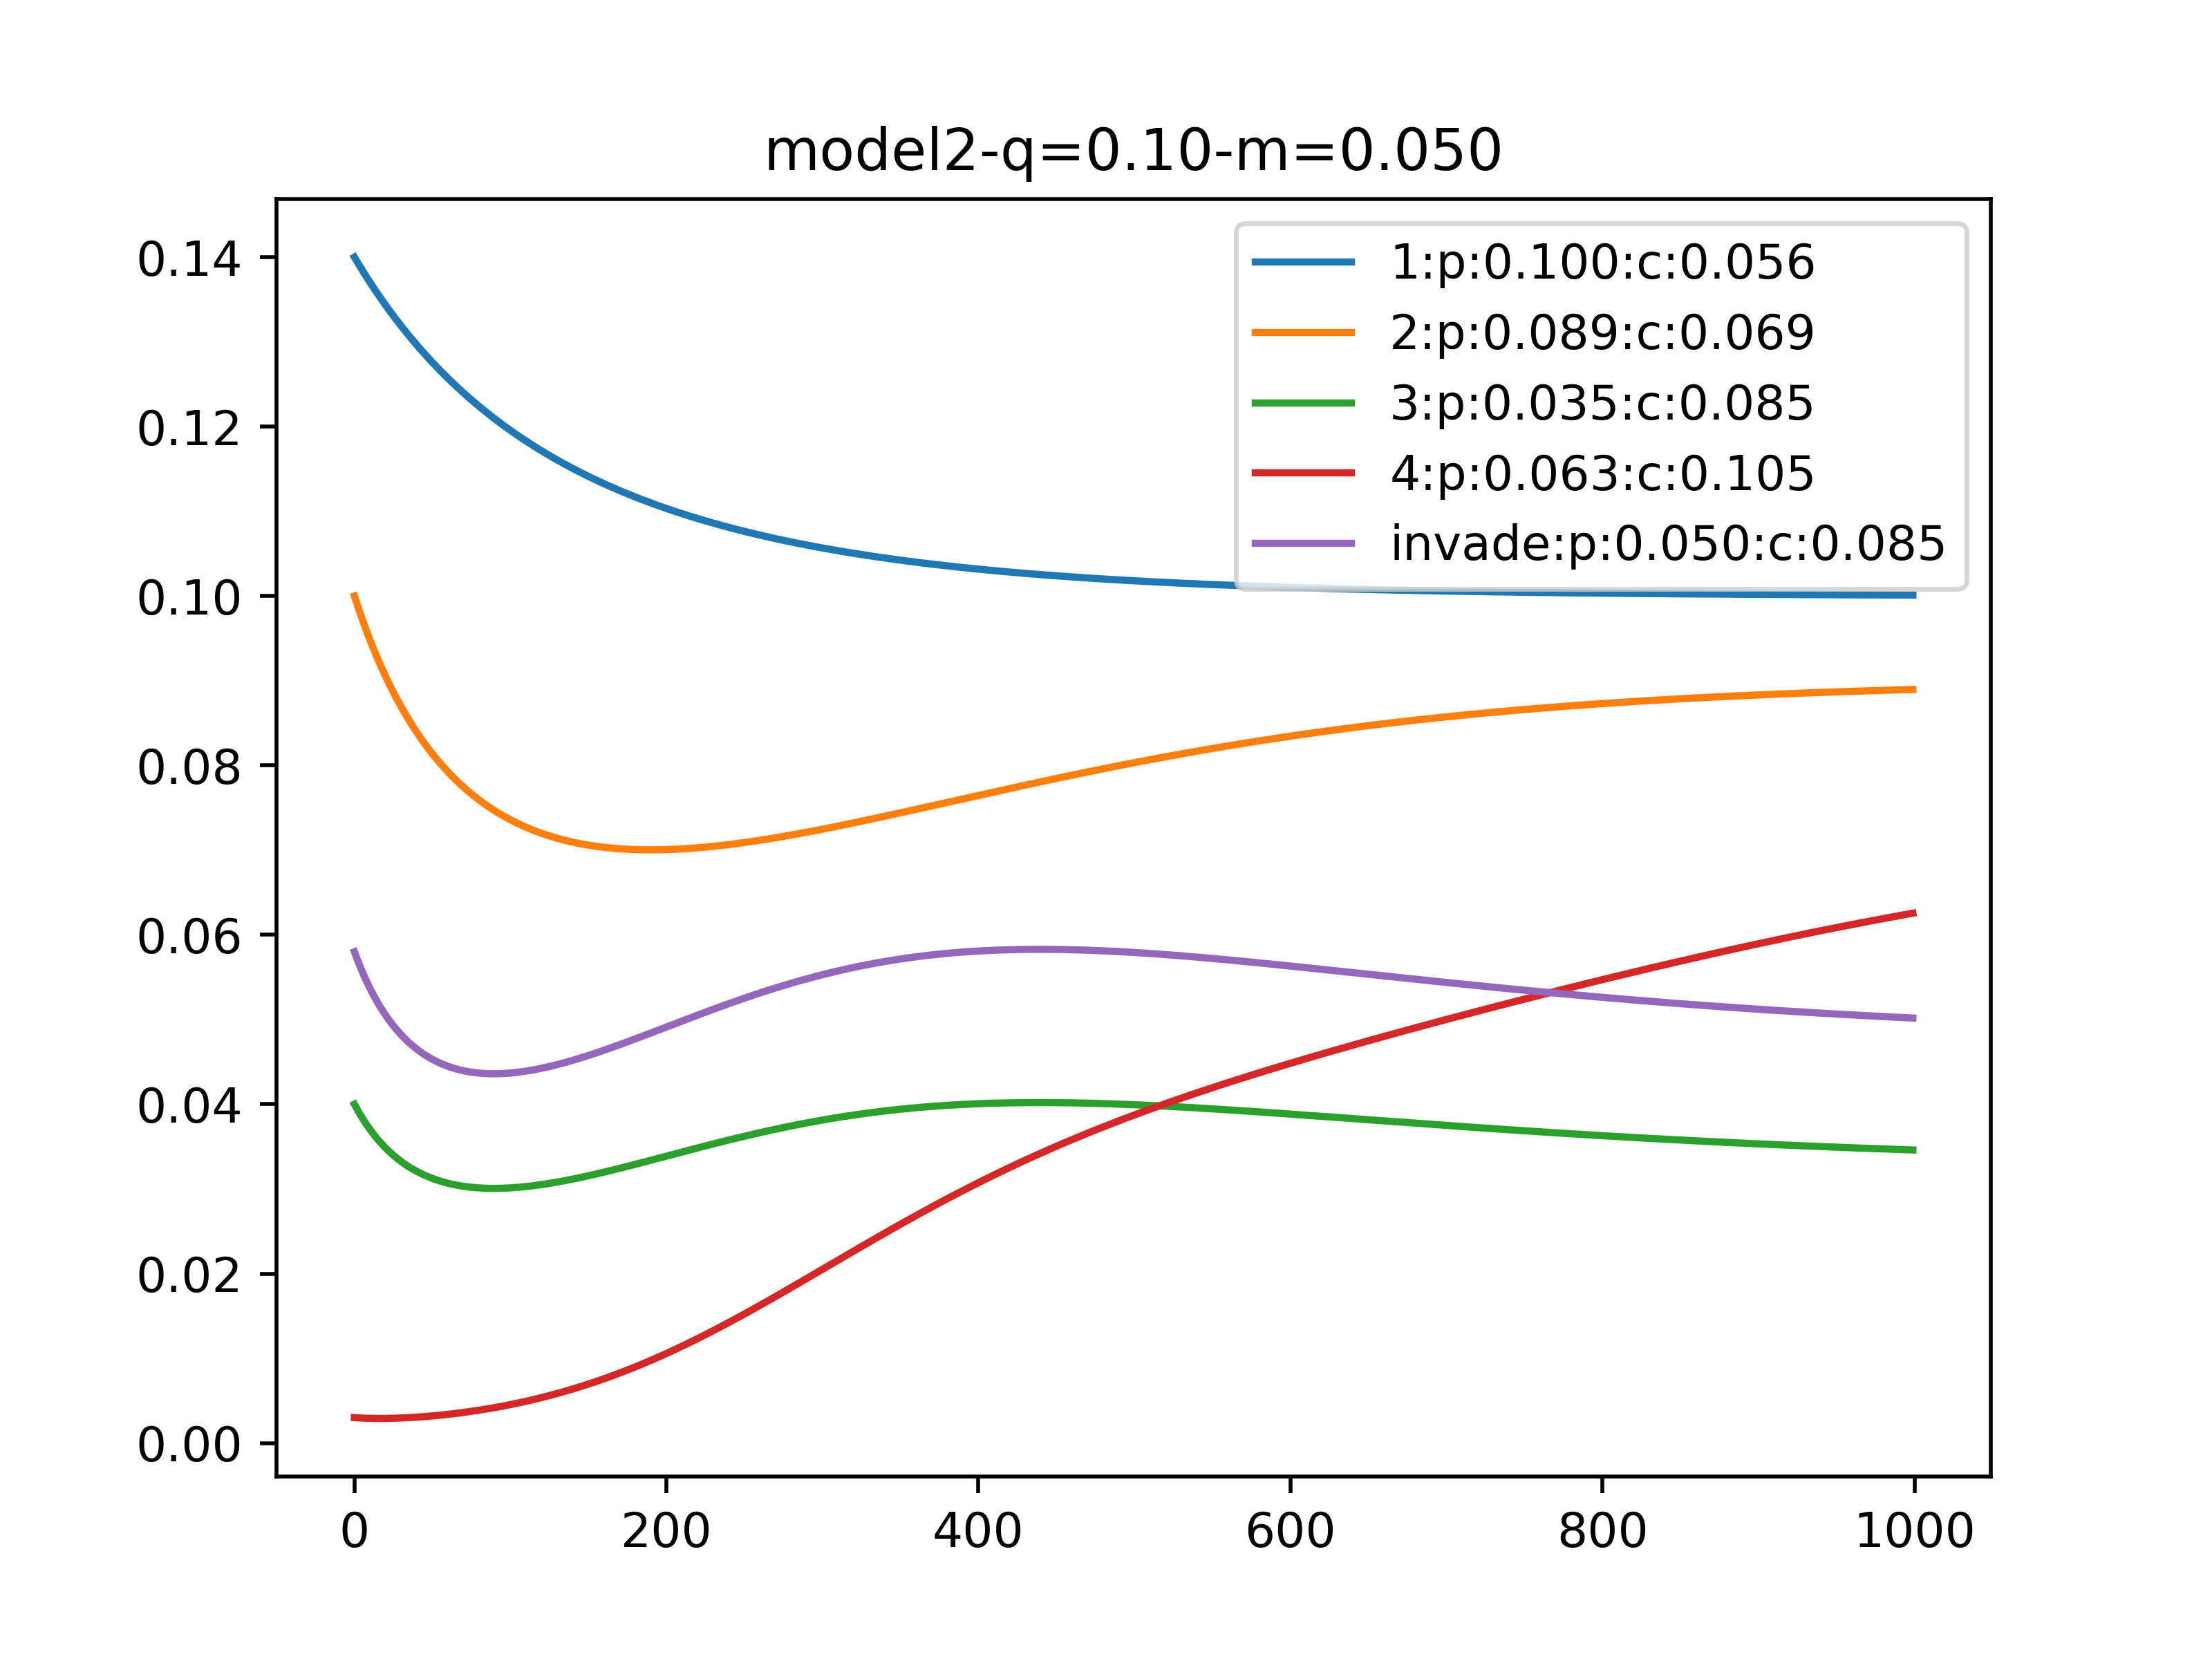 model2-q=0.10-m=0.050
0.14
0.12
0.10
0.08
0.06
0.04
0.02
0.00
1:p:0.100:c:0.056
2:p:0.089:c:0.069
3:p:0.035:c:0.085
4:p:0.063:c:0.105
invade:p:0.050:c:0.085
0 200 400 600 800 1000